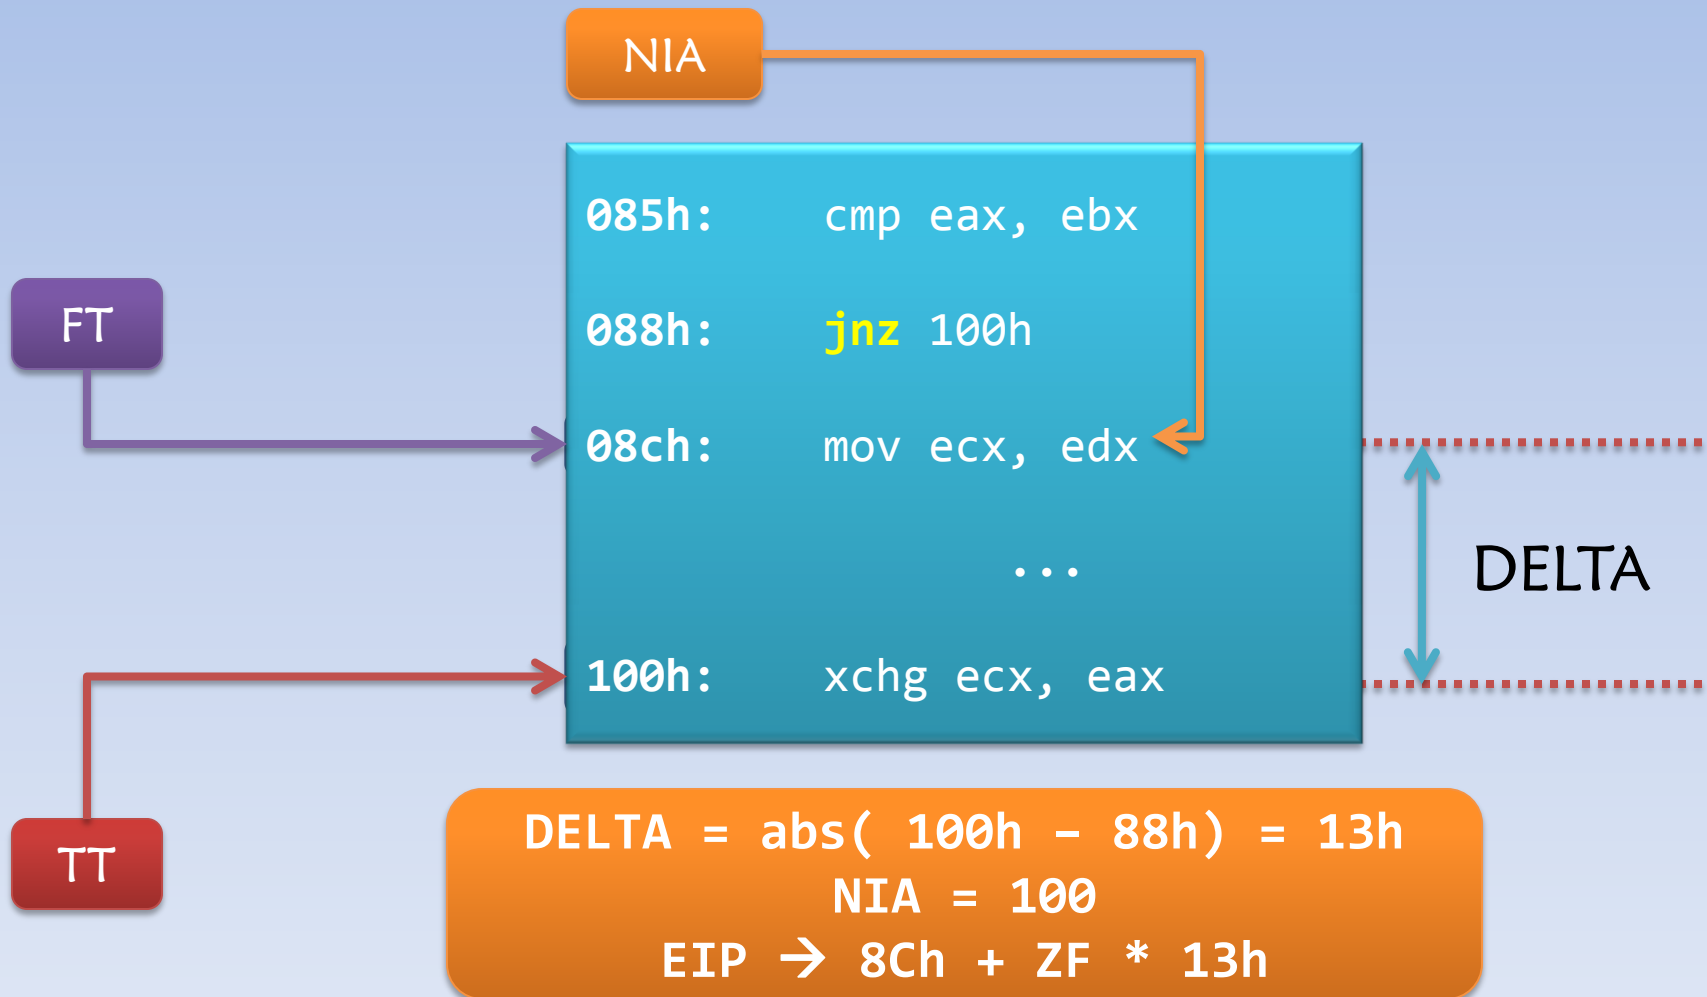 NIA
085h: cmp eax, ebx
FT
088h: jnz 100h
08ch: mov ecx, edx
...
DELTA
100h: xchg ecx, eax
TT
DELTA = abs( 100h – 88h) = 13h
NIA = 100
EIP → 8Ch + ZF * 13h